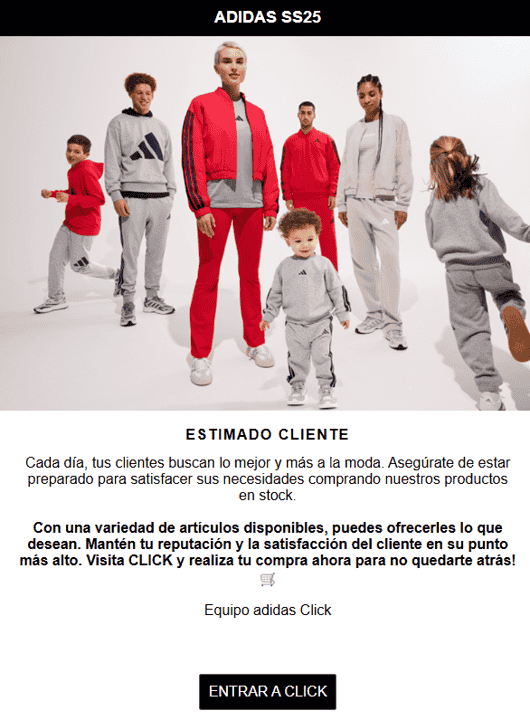 ADIDAS SS25
ESTIMADO CLIENTE
Cada día, tus clientes buscan lo mejor y más a la moda. Asegúrate de estar
preparado para satisfacer sus necesidades comprando nuestros productos
en stock.
Con una variedad de artículos disponibles, puedes ofrecerles lo que
desean. Mantén tu reputación y la satisfacción del cliente en su punto
más alto. Visita CLICK y realiza tu compra ahora para no quedarte atrás!
Equipo adidas Click
ENTRAR A CLICK